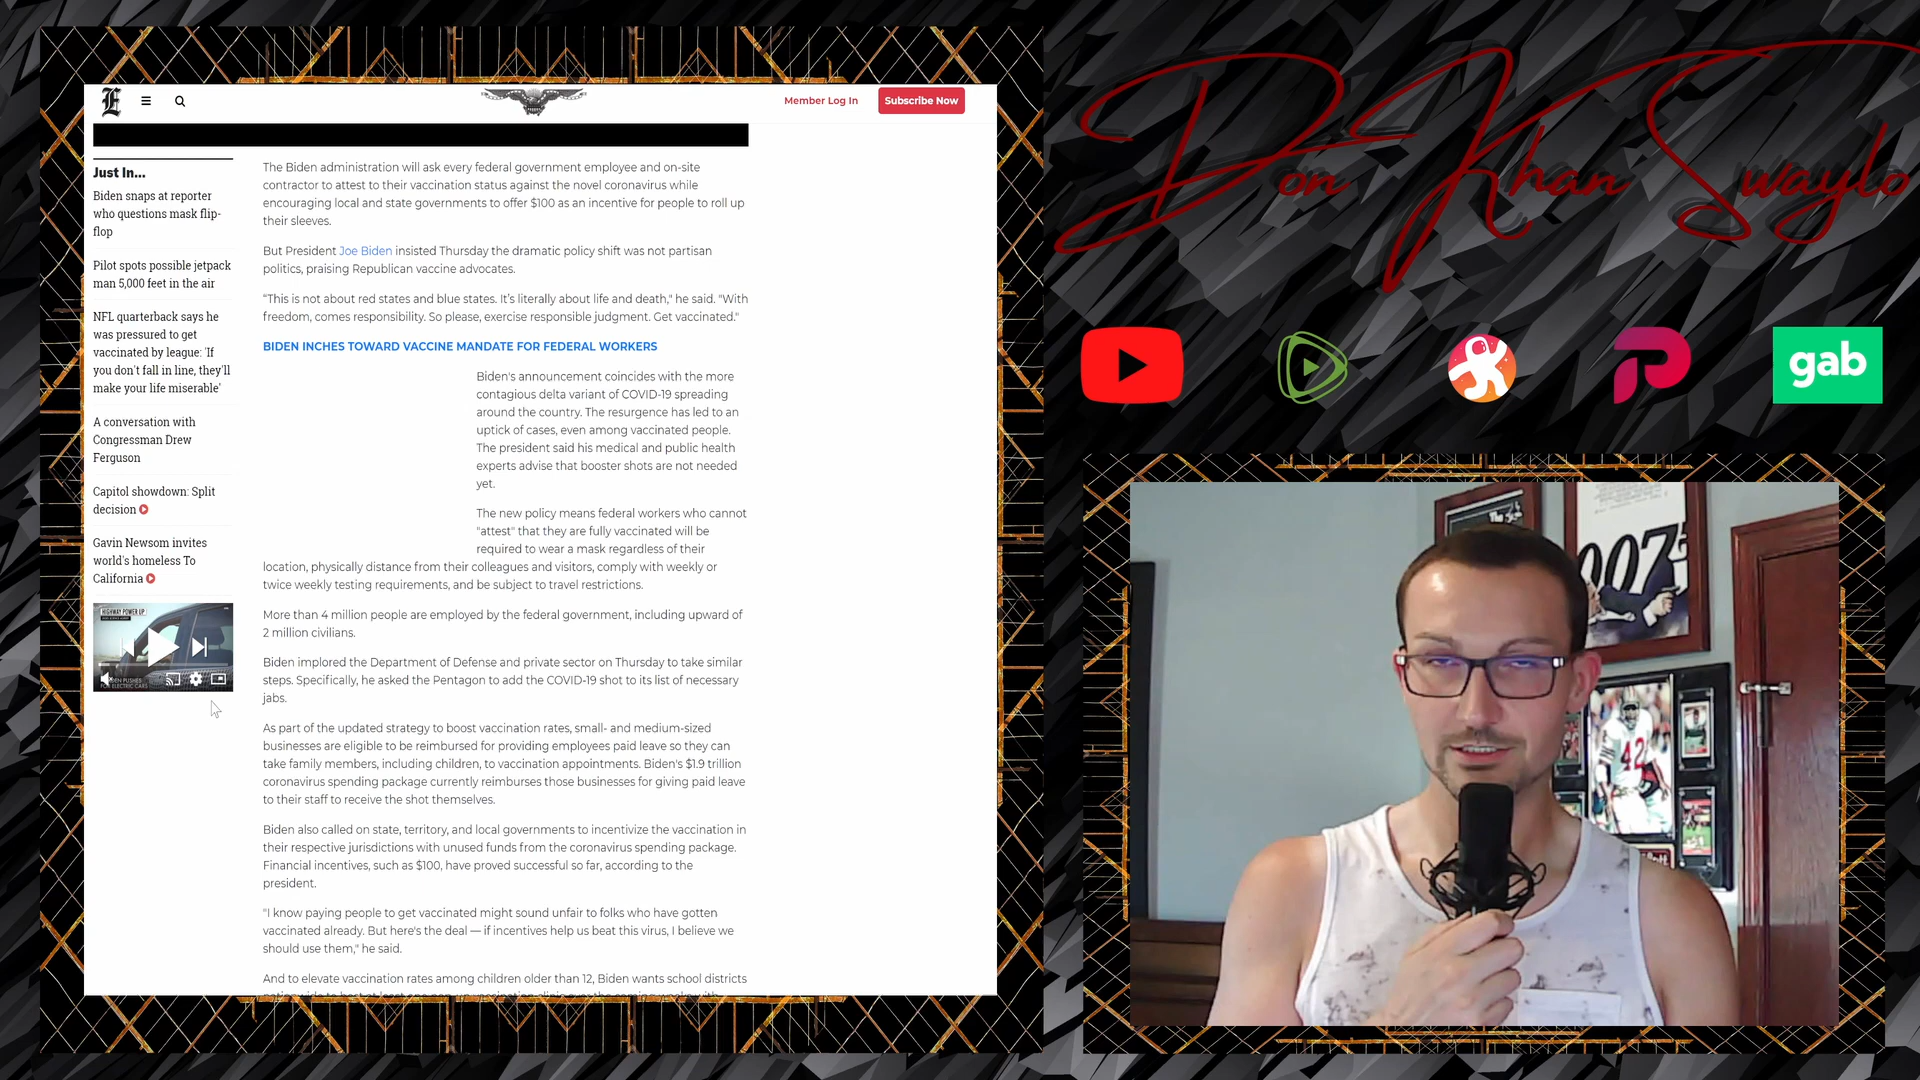 E
Member Log In
Subscribe Now
Just In...
Biden snaps at reporter
who questions mask flip-
flop
Pilot spots possible jetpack
man 5,000 feet in the air
NFL quarterback says he
was pressured to get
vaccinated by league: 'If
you don't fall in line, they'll
make your life miserable'
A conversation with
Congressman Drew
Ferguson
Capitol showdown: Split
decision
Gavin Newsom invites
world's homeless To
California
HIGHWAY POWER UP
The Biden administration will ask every federal government employee and on-site
contractor to attest to their vaccination status against the novel coronavirus while
encouraging local and state governments to offer $100 as an incentive for people to roll up
their sleeves.
But President Joe Biden insisted Thursday the dramatic policy shift was not partisan
politics, praising Republican vaccine advocates.
“This is not about red states and blue states. It’s literally about life and death," he said. "With
freedom, comes responsibility. So please, exercise responsible judgment. Get vaccinated."
BIDEN INCHES TOWARD VACCINE MANDATE FOR FEDERAL WORKERS
Biden's announcement coincides with the more
contagious delta variant of COVID-19 spreading
around the country. The resurgence has led to an
uptick of cases, even among vaccinated people.
The president said his medical and public health
experts advise that booster shots are not needed
yet.
The new policy means federal workers who cannot
"attest" that they are fully vaccinated will be
required to wear a mask regardless of their
location, physically distance from their colleagues and visitors, comply with weekly or
twice weekly testing requirements, and be subject to travel restrictions.
More than 4 million people are employed by the federal government, including upward of
2 million civilians.
Biden implored the Department of Defense and private sector on Thursday to take similar
steps. Specifically, he asked the Pentagon to add the COVID-19 shot to its list of necessary
jabs.
As part of the updated strategy to boost vaccination rates, small- and medium-sized
businesses are eligible to be reimbursed for providing employees paid leave so they can
take family members, including children, to vaccination appointments. Biden's $1.9 trillion
coronavirus spending package currently reimburses those businesses for giving paid leave
to their staff to receive the shot themselves.
Biden also called on state, territory, and local governments to incentivize the vaccination in
their respective jurisdictions with unused funds from the coronavirus spending package.
Financial incentives, such as $100, have proved successful so far, according to the
president.
"I know paying people to get vaccinated might sound unfair to folks who have gotten
vaccinated already. But here's the deal — if incentives help us beat this virus, I believe we
should use them," he said.
And to elevate vaccination rates among children older than 12, Biden wants school districts
Don Khan Swaylo
gab
007
42